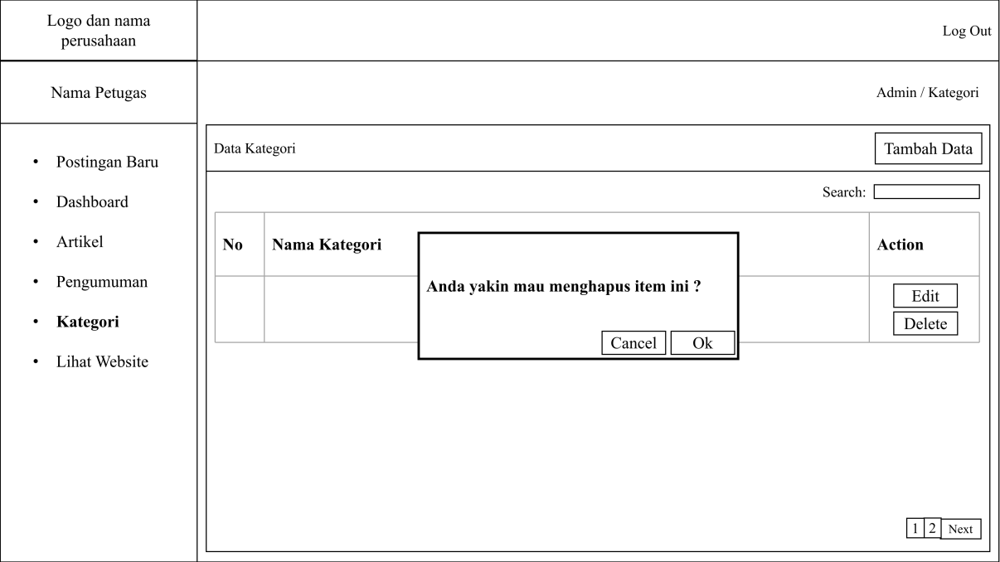 Logo dan nama
perusahaan
Log Out
Nama Petugas
Admin / Kategori
• Postingan Baru
• Dashboard
• Artikel
• Pengumuman
• Kategori
• Lihat Website
Data Kategori
Tambah Data
Search:
No Nama Kategori Action
Anda yakin mau menghapus item ini ?
Cancel Ok
Edit
Delete
1 2 Next